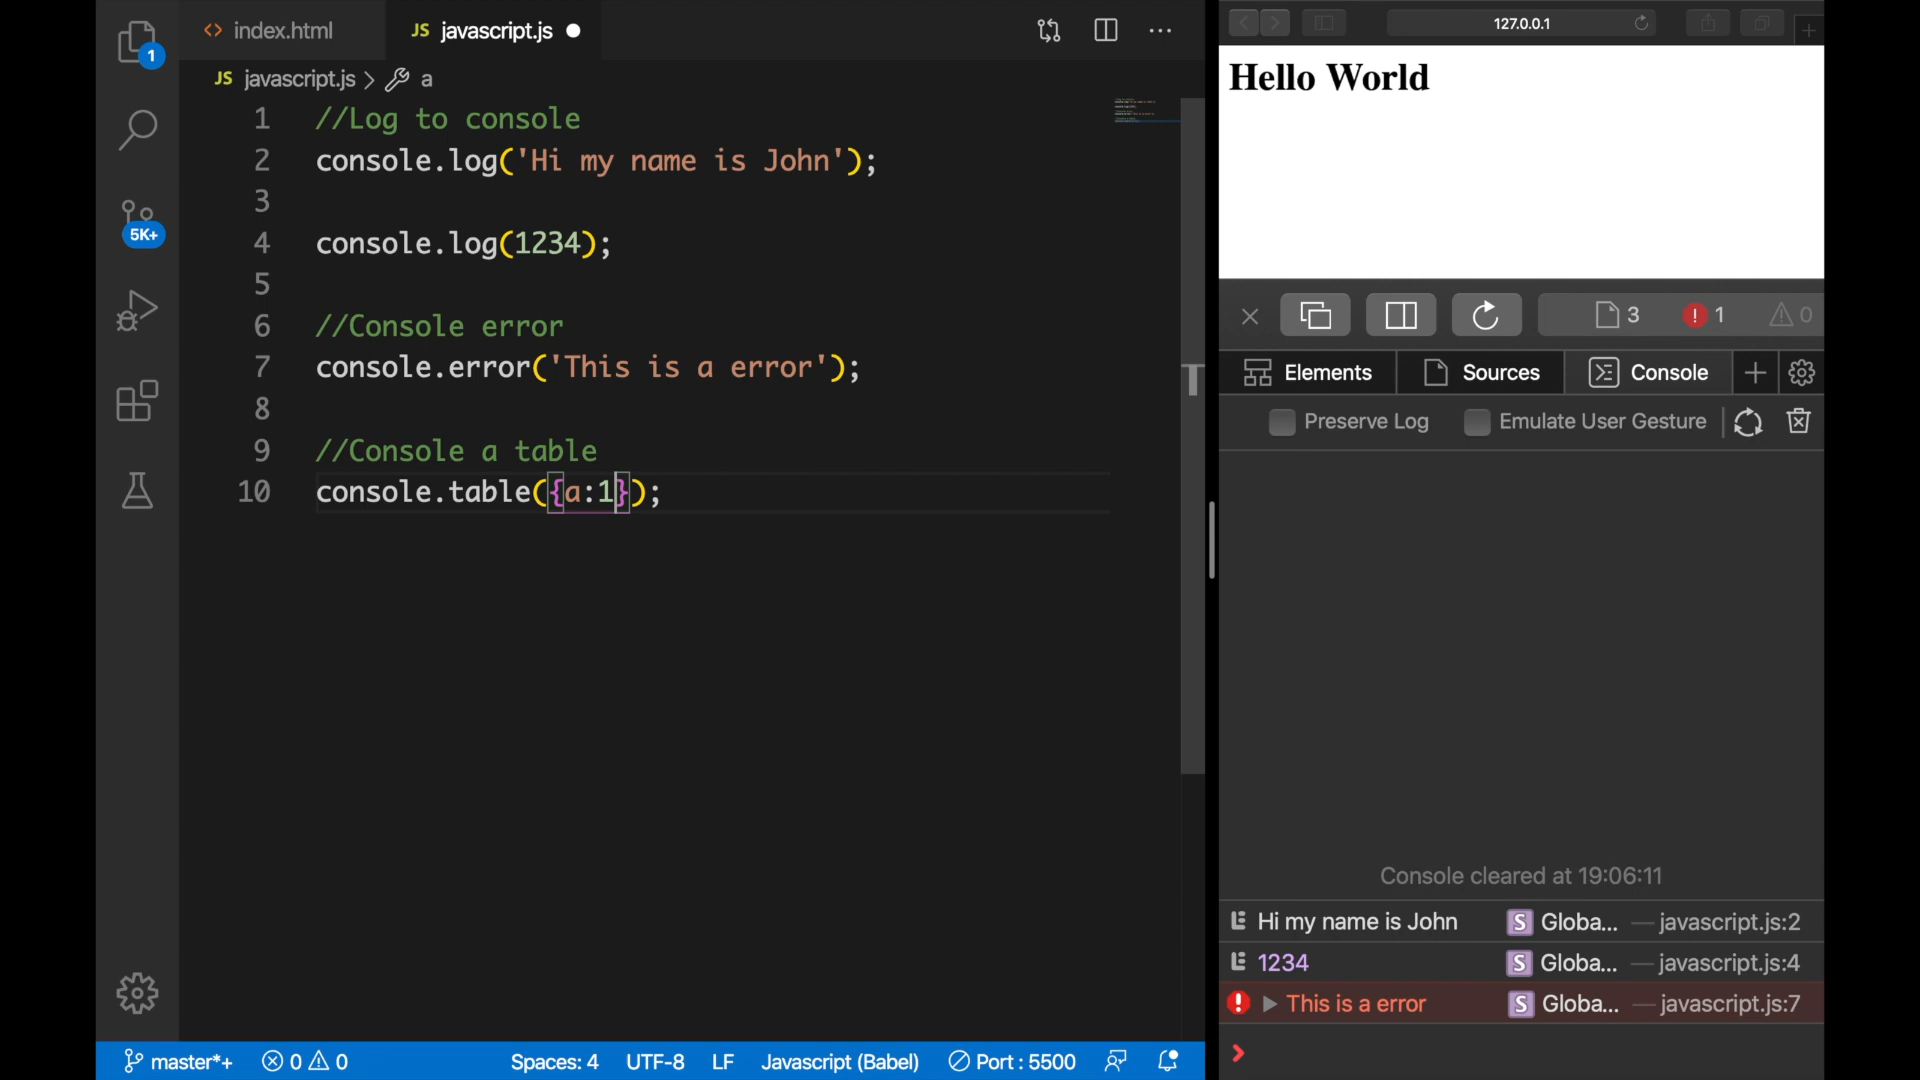 1
5K+
index.html
JS javascript.js
JS javascript.js > a
1 //Log to console
2 console.log('Hi my name is John');
3
4 console.log(1234);
5
6 //Console error
7 console.error('This is a error');
8
9 //Console a table
10 console.table({a:1});
master*+ 0 0 Spaces: 4 UTF-8 LF Javascript (Babel) Port : 5500
127.0.0.1
Hello World
3 1 0
Elements Sources Console
Preserve Log Emulate User Gesture
Console cleared at 19:06:11
Hi my name is John S Globa... — javascript.js:2
1234 S Globa... — javascript.js:4
This is a error S Globa... — javascript.js:7